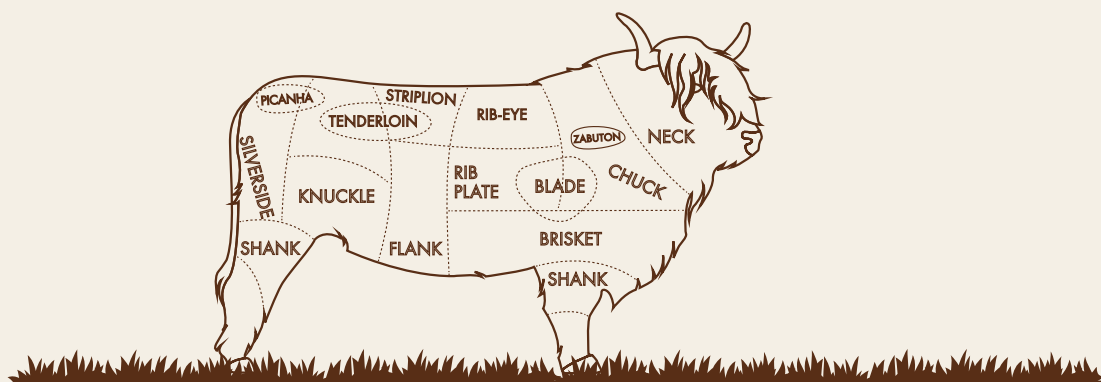 PICANHA
STRIPLION
TENDERLOIN
RIB-EYE
ZABUTON
NECK
SILVERSIDE
KNUCKLE
RIB
PLATE
BLADE
CHUCK
SHANK
FLANK
BRISKET
SHANK